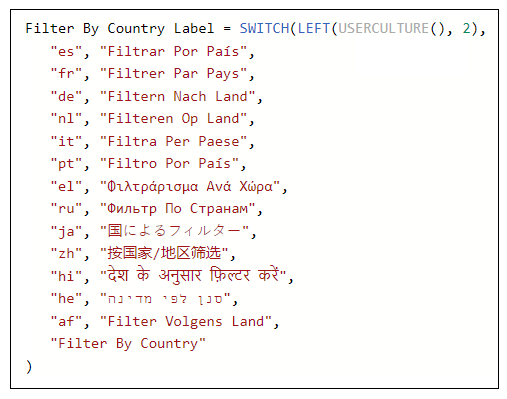 Filter By Country Label = SWITCH(LEFT(USERCULTURE(), 2),
"es", "Filtrar Por País",
"fr", "Filtrer Par Pays",
"de", "Filtern Nach Land",
"nl", "Filteren Op Land",
"it", "Filtra Per Paese",
"pt", "Filtro Por País",
"el", "Φιλτράρισμα Ανά Χώρα",
"ru", "Фильтр По Странам",
"ja", "国によるフィルター",
"zh", "按国家/地区筛选",
"hi", "देश के अनुसार फ़िल्टर करें",
"he", "סנן לפי מדינה",
"af", "Filter Volgens Land",
"Filter By Country"
)